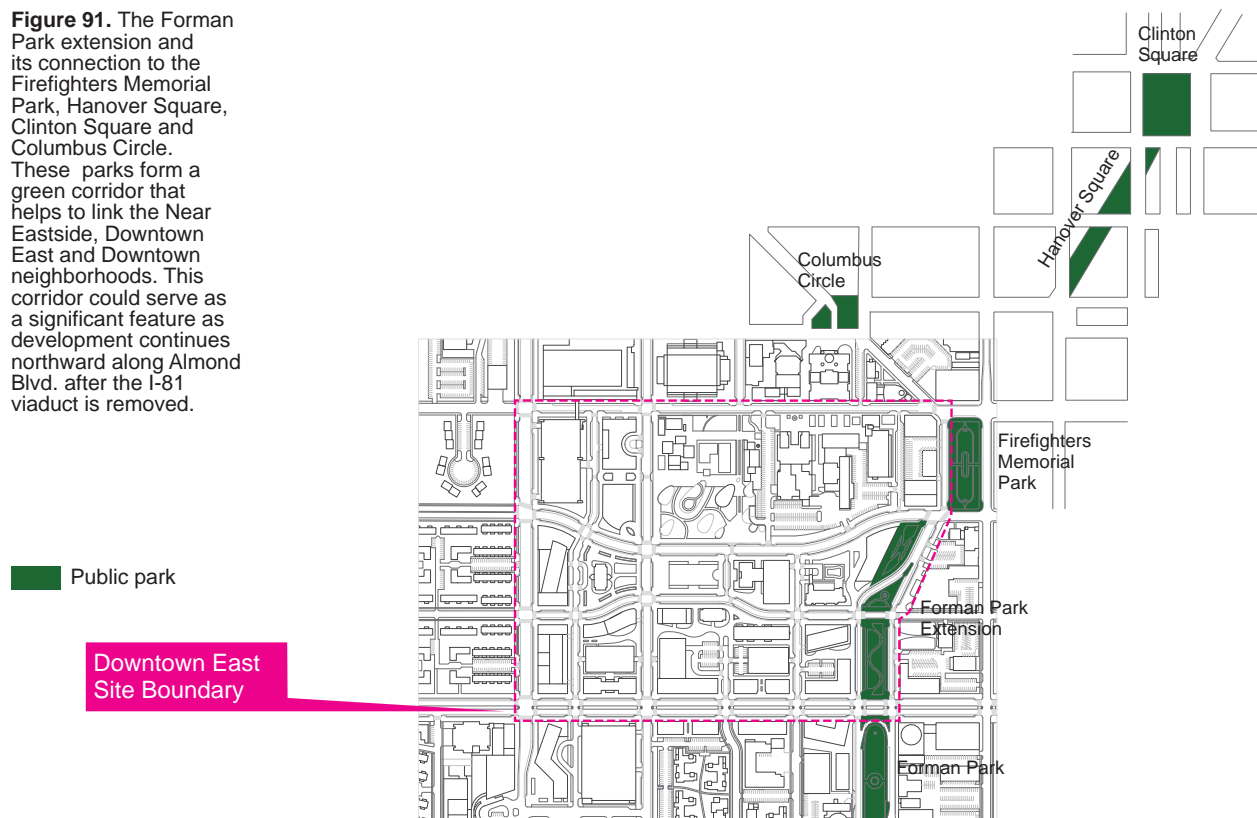 Figure 91. The Forman
Park extension and
its connection to the
Firefighters Memorial
Park, Hanover Square,
Clinton Square and
Columbus Circle.
These parks form a
green corridor that
helps to link the Near
Eastside, Downtown
East and Downtown
neighborhoods. This
corridor could serve as
a significant feature as
development continues
northward along Almond
Blvd. after the I-81
viaduct is removed.
Public park
Downtown East
Site Boundary
Clinton
Square
Hanover Square
Columbus
Circle
Firefighters
Memorial
Park
Forman Park
Extension
Forman Park